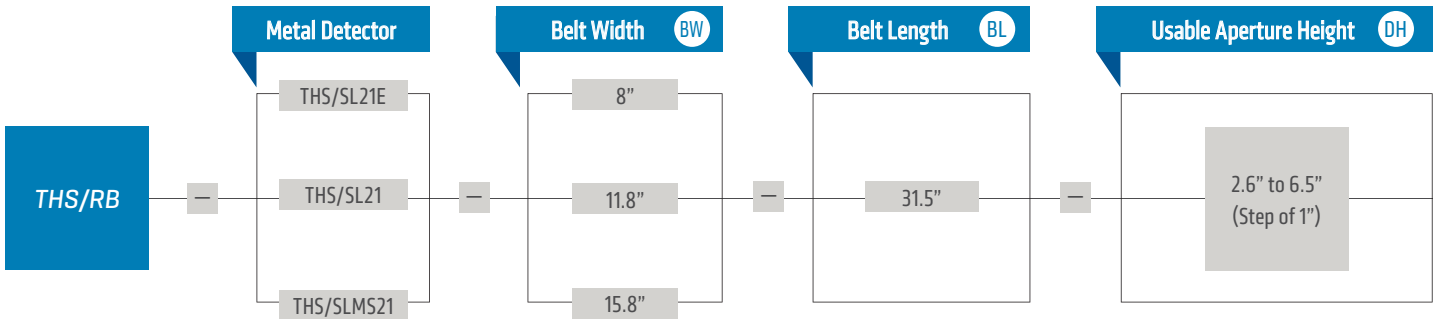 Metal Detector
Belt Width BW
Belt Length BL
Usable Aperture Height DH
THS/RB
—
THS/SL21E
THS/SL21
THS/SLMS21
—
8”
11.8”
15.8”
—
31.5”
—
2.6” to 6.5”
(Step of 1”)